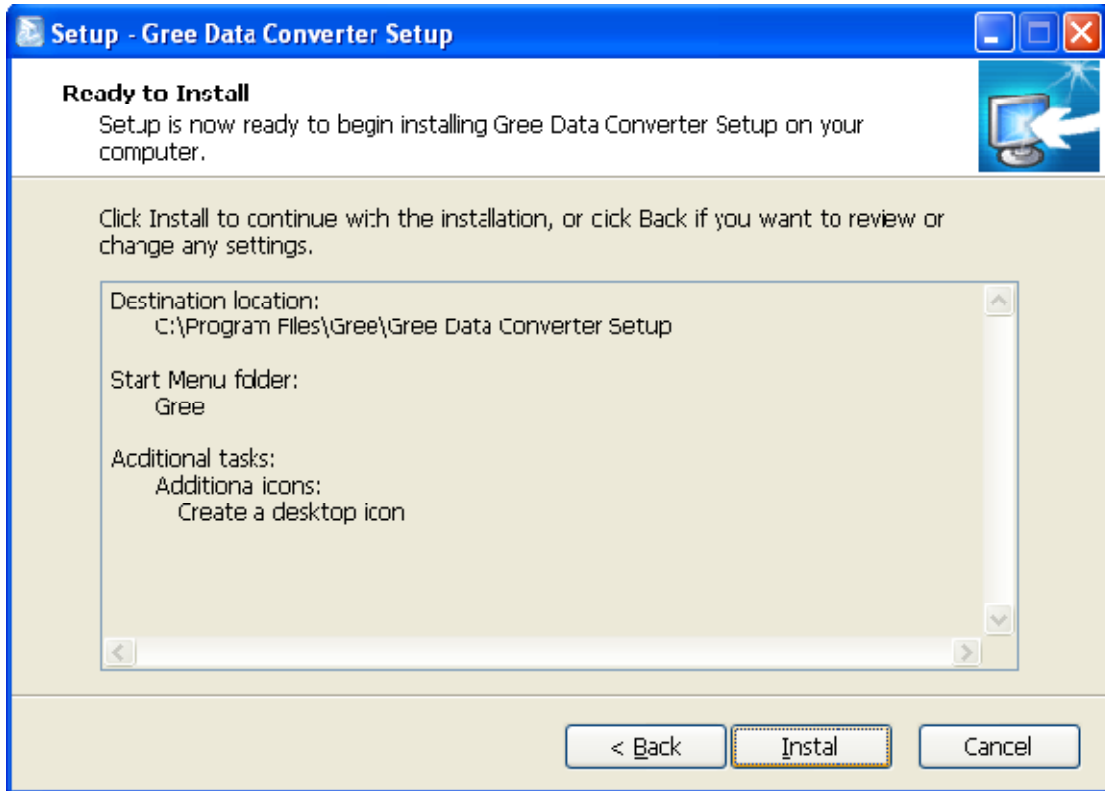 Setup - Gree Data Converter Setup
Ready to Install
Setup is now ready to begin installing Gree Data Converter Setup on your
computer.
Click Install to continue with the installation, or cick Back if you want to review or
change any settings.
Destination location:
C:\Program Files\Gree\Gree Data Converter Setup
Start Menu folder:
Gree
Acditional tasks:
Additiona icons:
Create a desktop icon
< Back
Instal
Cancel